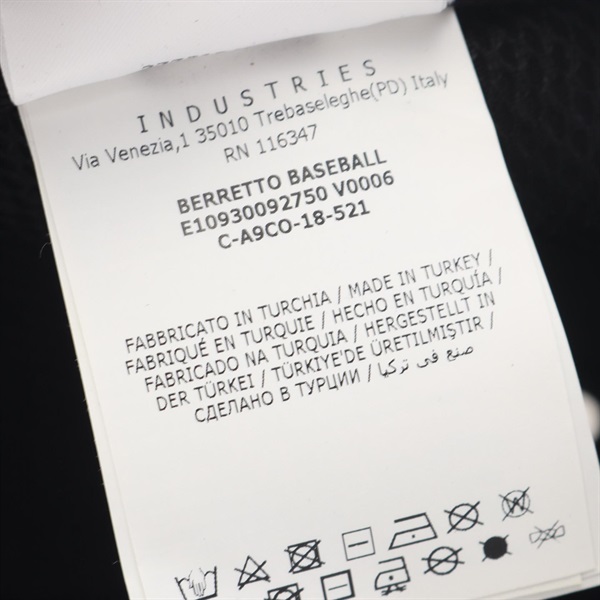 INDUSTRIES
Via Venezia,1 35010 Trebaseleghe(PD) Italy
RN 116347
BERRETTO BASEBALL
E10930092750 V0006
C-A9CO-18-521
FABBRICATO IN TURCHIA / MADE IN TURKEY /
FABRIQUÉ EN TURQUIE / HECHO EN TURQUÍA /
FABRICADO NA TURQUIA / HERGESTELLT IN
DER TÜRKEI / TÜRKİYE'DE ÜRETILMIŞTIR /
СДЕЛАНО В ТУРЦИИ / صنع في تركيا
W